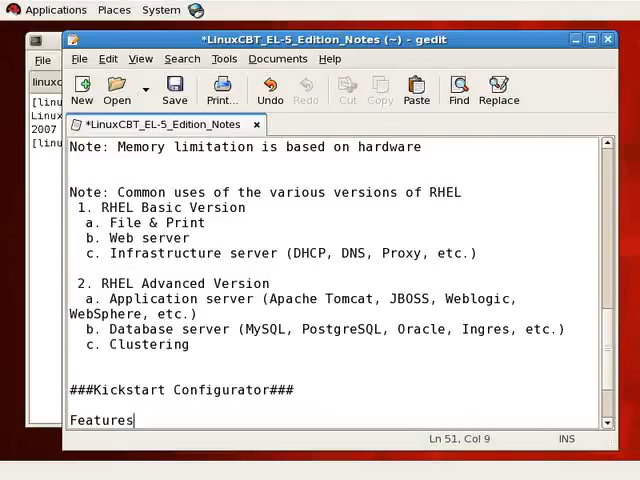 Applications Places System
*LinuxCBT_EL-5_Edition_Notes (~) - gedit
File
File Edit View Search Tools Documents Help
New Open Save Print... Undo Redo Cut Copy Paste Find Replace
linuxc
*LinuxCBT_EL-5_Edition_Notes
[linu
Linux
2007
[linu
Note: Memory limitation is based on hardware
Note: Common uses of the various versions of RHEL
1. RHEL Basic Version
a. File & Print
b. Web server
c. Infrastructure server (DHCP, DNS, Proxy, etc.)
2. RHEL Advanced Version
a. Application server (Apache Tomcat, JBOSS, Weblogic,
WebSphere, etc.)
b. Database server (MySQL, PostgreSQL, Oracle, Ingres, etc.)
c. Clustering
###Kickstart Configurator###
Features
Ln 51, Col 9 INS